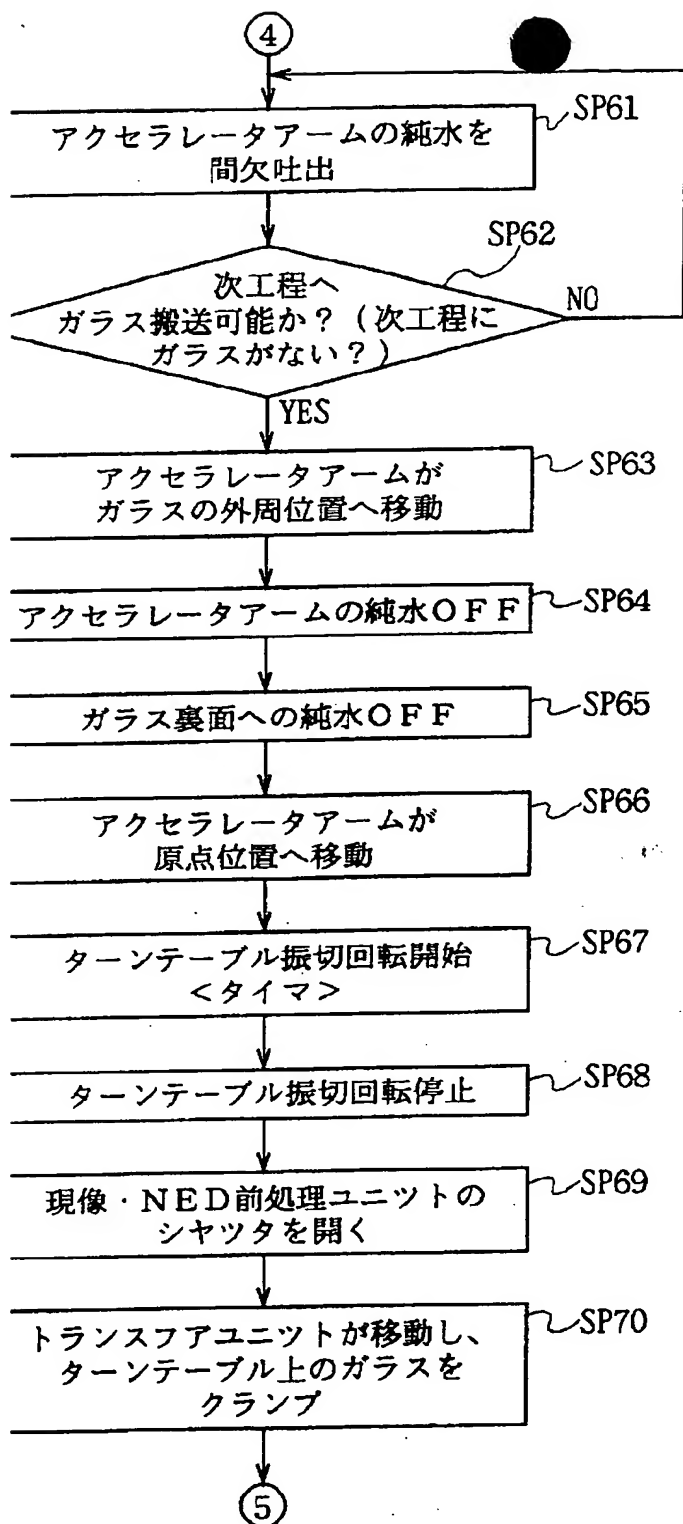 ④
アクセラレータアームの純水を
間欠吐出
SP61
次工程へ
ガラス搬送可能か？（次工程に
ガラスがない？）
SP62
NO
YES
アクセラレータアームが
ガラスの外周位置へ移動
SP63
アクセラレータアームの純水ＯＦＦ
SP64
ガラス裏面への純水ＯＦＦ
SP65
アクセラレータアームが
原点位置へ移動
SP66
ターンテーブル振切回転開始
＜タイマ＞
SP67
ターンテーブル振切回転停止
SP68
現像・ＮＥＤ前処理ユニツトの
シヤツタを開く
SP69
トランスフアユニツトが移動し、
ターンテーブル上のガラスを
クランプ
SP70
⑤